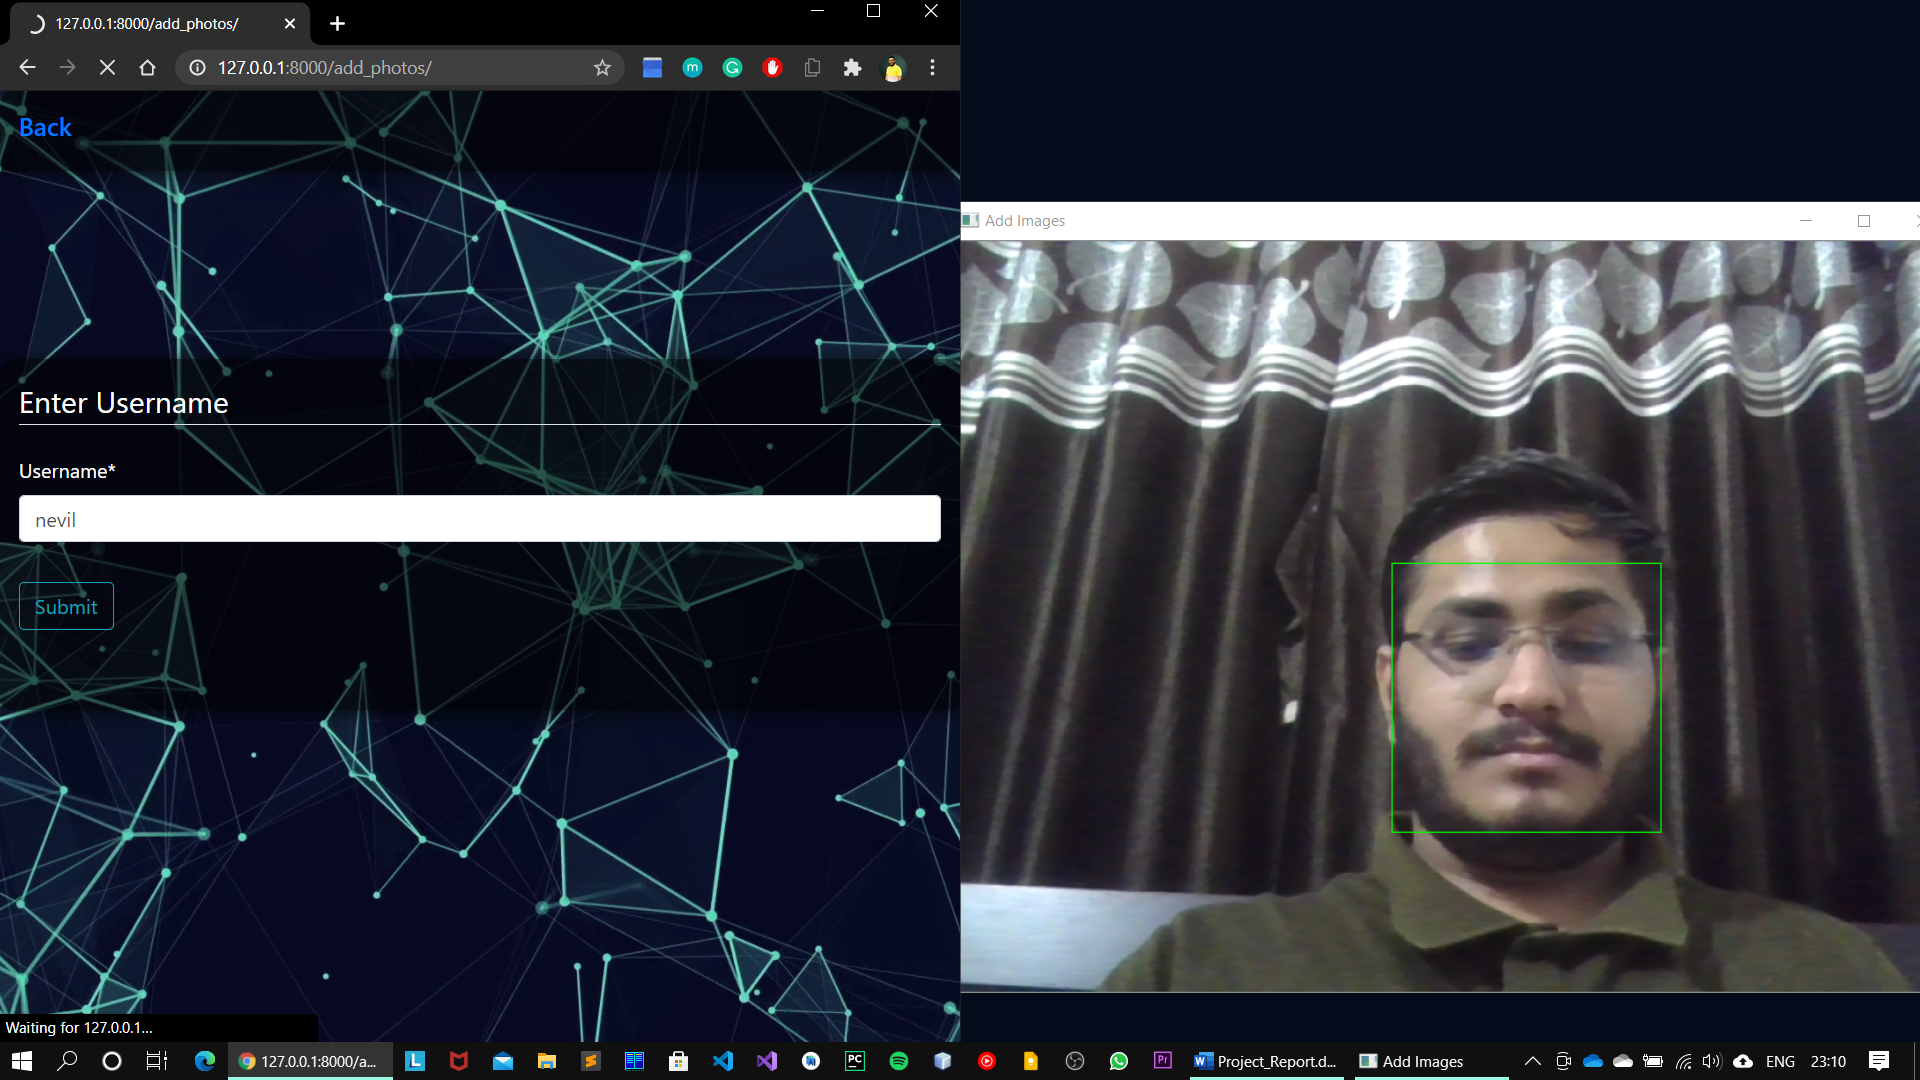 127.0.0.1:8000/add_photos/
127.0.0.1:8000/add_photos/
Back
Enter Username
Username*
nevil
Submit
Waiting for 127.0.0.1...
Add Images
127.0.0.1:8000/a...
Project_Report.d...
Add Images
ENG
23:10